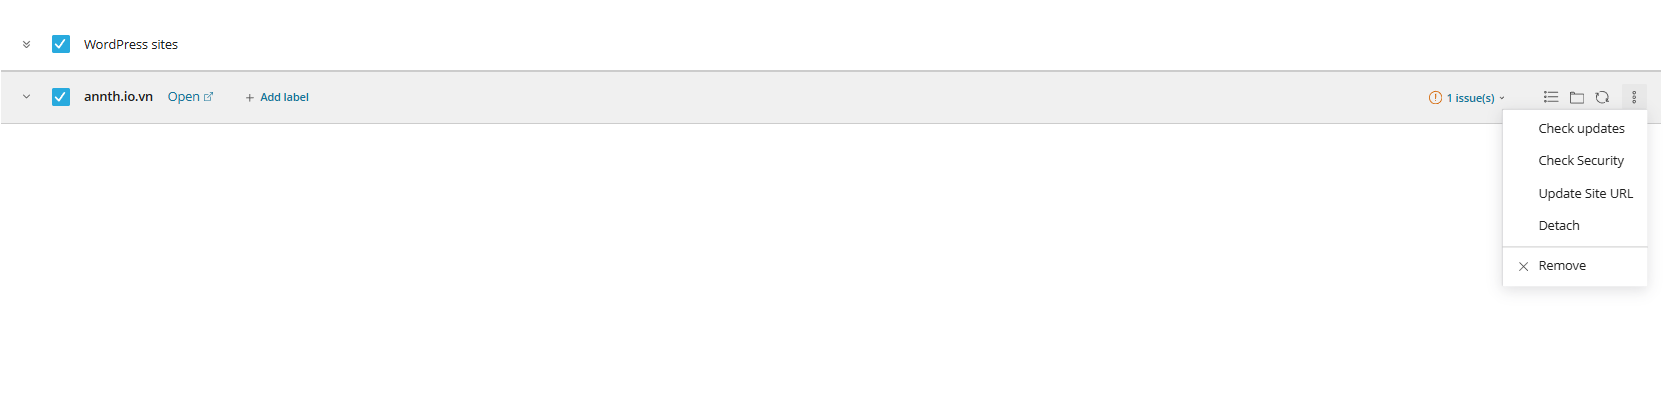 WordPress sites
annth.io.vn Open + Add label 1 issue(s)
Check updates
Check Security
Update Site URL
Detach
Remove